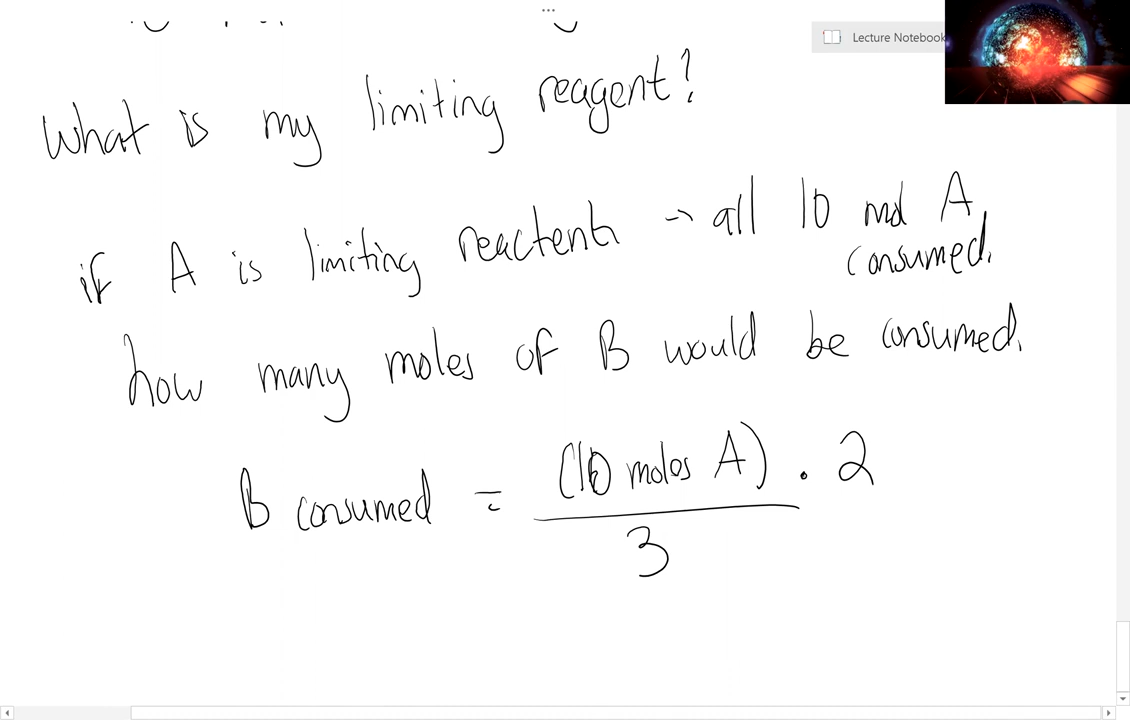 Lecture Notebook
What is my limiting reagent?
if A is limiting reactent → all 10 mol A
consumed.
how many moles of B would be consumed.
B consumed = (10 moles A) · 2
3